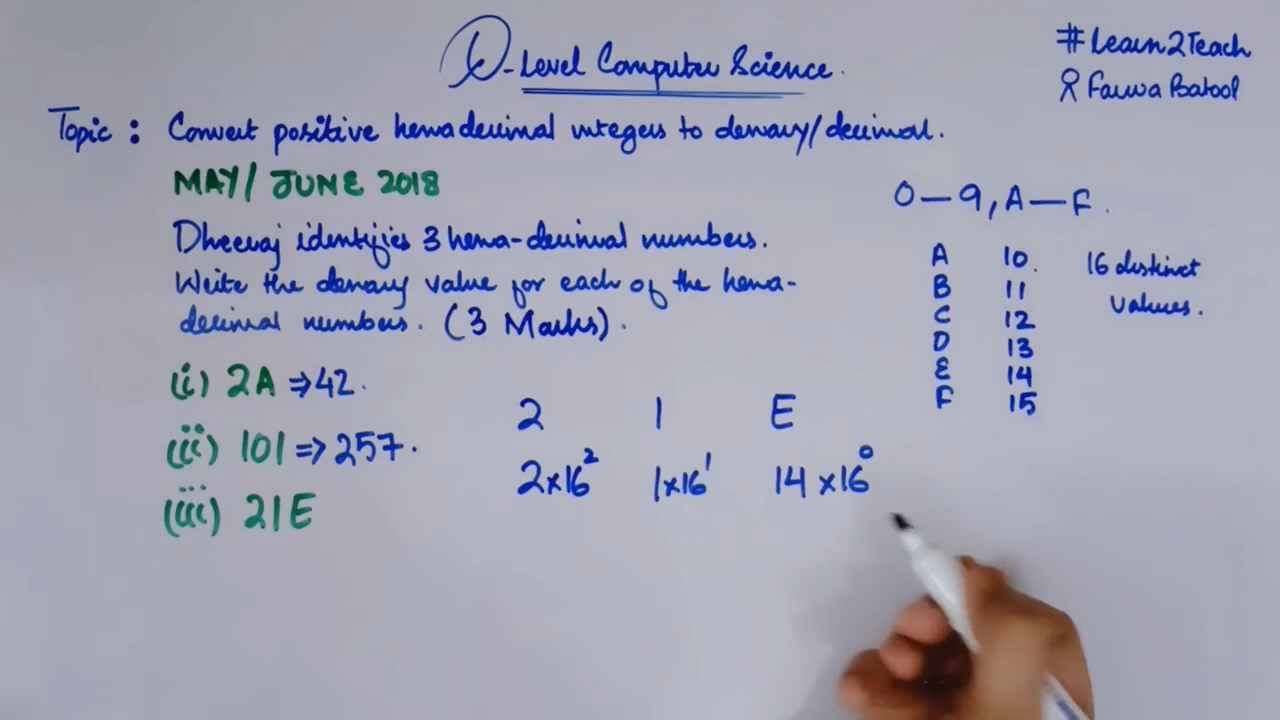 O-Level Computer Science.
#Learn2Teach
Farwa Batool
Topic : Convert positive hexadecimal integers to denary/decimal.
MAY/JUNE 2018
Dheeraj identifies 3 hexa-decimal numbers.
Write the denary value for each of the hexa-
decimal numbers. (3 Marks).
(i) 2A ⇒ 42.
(ii) 101 ⇒ 257.
(iii) 21E
2 1 E
2×16² 1×16¹ 14×16⁰
0—9, A—F.
A 10.
B 11
C 12
D 13
E 14
F 15
16 distinct
values.